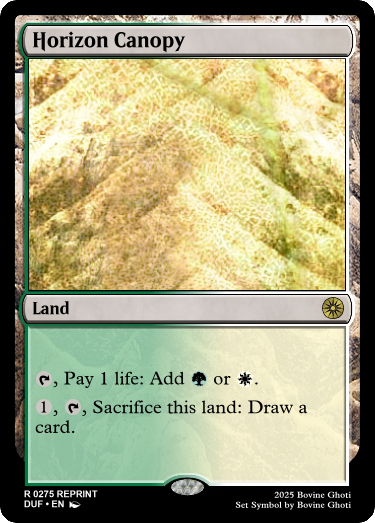 Horizon Canopy
Land
, Pay 1 life: Add or .
1, , Sacrifice this land: Draw a
card.
R 0275 REPRINT
DUF • EN
2025 Bovine Ghoti
Set Symbol by Bovine Ghoti